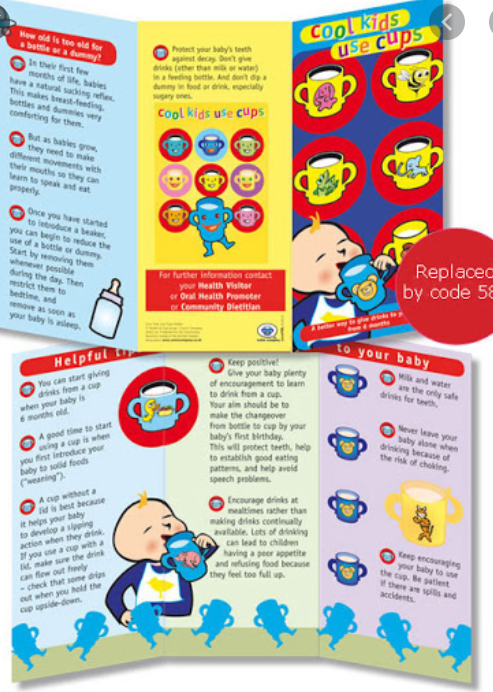 How old is too old for
a bottle or a dummy?
In their first few
months of life, babies
have a natural sucking reflex.
This makes breast-feeding,
bottles and dummies very
comforting for them.
But as babies grow,
they need to make
different movements with
their mouths so they can
learn to speak and eat
properly.
Once you have started
to introduce a beaker,
you can begin to reduce the
use of a bottle or dummy.
Start by removing them
whenever possible
during the day. Then
restrict them to
bedtime, and
remove as soon as
your baby is asleep.
Protect your baby's teeth
against decay. Don't give
drinks (other than milk or water)
in a feeding bottle. And don't dip a
dummy in food or drink, especially
sugary ones.
cool kids use cups
For further information contact
your Health Visitor
or Oral Health Promoter
or Community Dietitian
cool kids
use cups
A better way to give drinks to
from 6 months
Replaced
by code 58
Helpful
to your baby
You can start giving
drinks from a cup
when your baby is
6 months old.
A good time to start
using a cup is when
you first introduce your
baby to solid foods
("weaning").
A cup without a
lid is best because
it helps your baby
to develop a sipping
action when they drink.
If you use a cup with a
lid, make sure the drink
can flow out freely
– check that some drips
out when you hold the
cup upside-down.
Keep positive!
Give your baby plenty
of encouragement to learn
to drink from a cup.
Your aim should be to
make the changeover
from bottle to cup by your
baby's first birthday.
This will protect teeth, help
to establish good eating
patterns, and help avoid
speech problems.
Encourage drinks at
mealtimes rather than
making drinks continually
available. Lots of drinking
can lead to children
having a poor appetite
and refusing food because
they feel too full up.
Milk and water
are the only safe
drinks for teeth.
Never leave your
baby alone when
drinking because of
the risk of choking.
Keep encouraging
your baby to use
the cup. Be patient
if there are spills and
accidents.